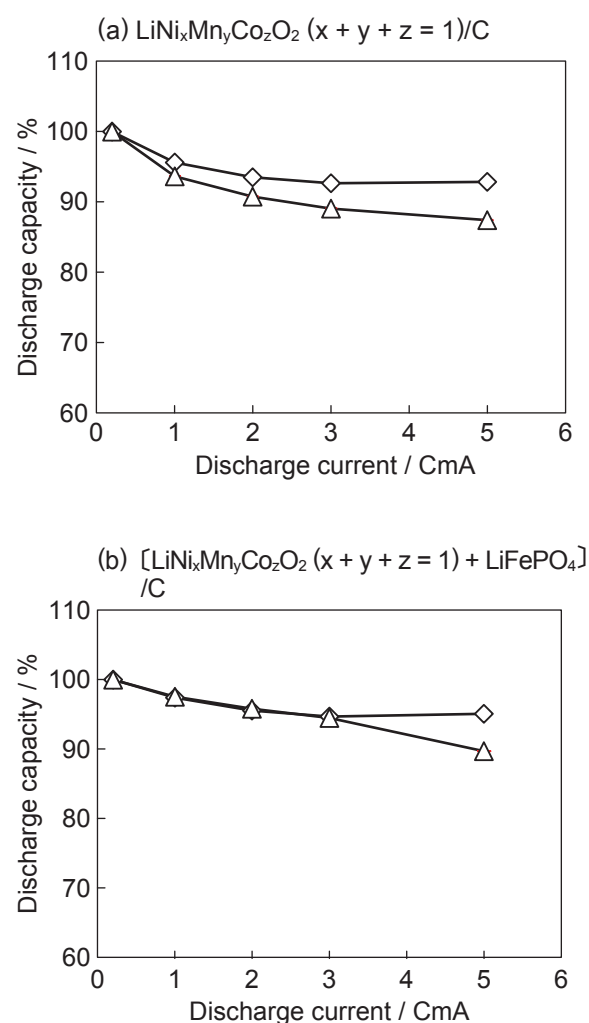 (a) LiNiₓMnᵧCo₂O₂ (x + y + z = 1)/C
110
100
90
80
70
60
0 1 2 3 4 5 6
Discharge capacity / %
Discharge current / CmA
(b) 〔LiNiₓMnᵧCo₂O₂ (x + y + z = 1) + LiFePO₄〕
/C
110
100
90
80
70
60
0 1 2 3 4 5 6
Discharge capacity / %
Discharge current / CmA